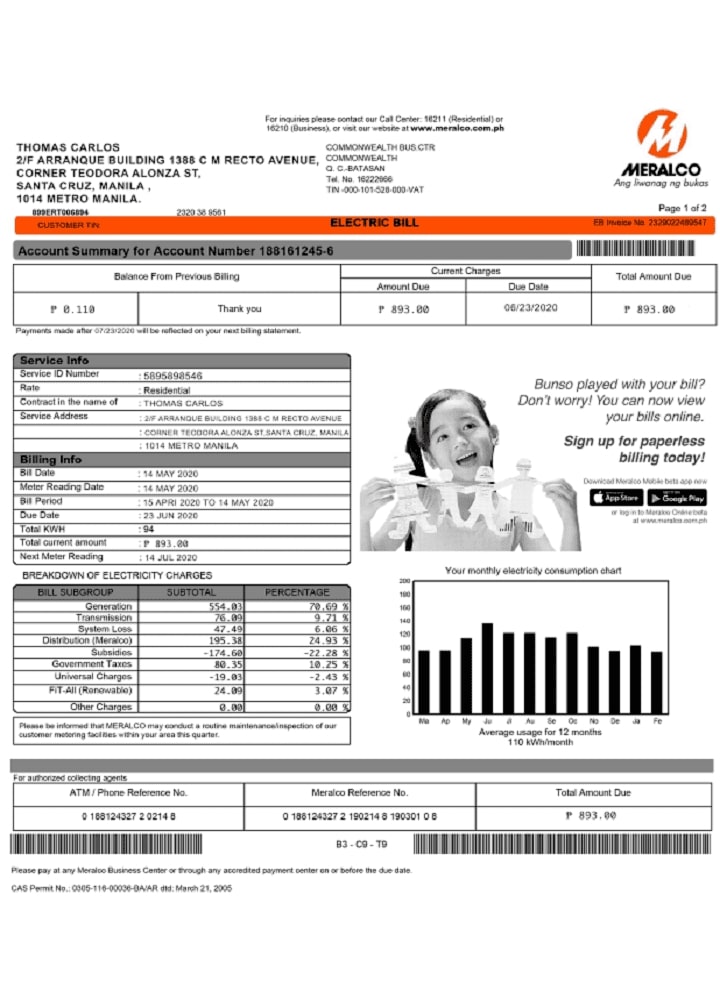 For inquiries please contact our Call Center: 16211 (Residential) or
16210 (Business), or visit our website at www.meralco.com.ph
THOMAS CARLOS
2/F ARRANQUE BUILDING 1388 C M RECTO AVENUE,
CORNER TEODORA ALONZA ST,
SANTA CRUZ, MANILA ,
1014 METRO MANILA.
COMMONWEALTH BUS.CTR
COMMONWEALTH
Q. C.-BATASAN
Tel. No. 16222666
TIN -000-101-528-000-VAT
MERALCO
Ang liwanag ng bukas
Page 1 of 2
2320 38 9561
CUSTOMER TIN
ELECTRIC BILL
EB Invoice No.
Account Summary for Account Number 188161245-6
Balance From Previous Billing
Current Charges
Total Amount Due
Amount Due
Due Date
₱ 0.110
Thank you
₱ 893.00
06/23/2020
₱ 893.00
Payments made after 07/23/2020 will be reflected on your next billing statement.
Service Info
Service ID Number : 5895898546
Rate : Residential
Contract in the name of : THOMAS CARLOS
Service Address : 2/F ARRANQUE BUILDING 1388 C M RECTO AVENUE
: CORNER TEODORA ALONZA ST,SANTA CRUZ, MANILA
: 1014 METRO MANILA
Billing Info
Bill Date : 14 MAY 2020
Meter Reading Date : 14 MAY 2020
Bill Period : 15 APRI 2020 TO 14 MAY 2020
Due Date : 23 JUN 2020
Total KWH : 94
Total current amount : ₱ 893.00
Next Meter Reading : 14 JUL 2020
Bunso played with your bill?
Don't worry! You can now view
your bills online.
Sign up for paperless
billing today!
Download Meralco Mobile beta app now
App Store
Google Play
or log in to Meralco Online beta
at www.meralco.com.ph
BREAKDOWN OF ELECTRICITY CHARGES
BILL SUBGROUP SUBTOTAL PERCENTAGE
Generation 554.03 70.69 %
Transmission 76.09 9.71 %
System Loss 47.49 6.06 %
Distribution (Meralco) 195.38 24.93 %
Subsidies -174.60 -22.28 %
Government Taxes 80.35 10.25 %
Universal Charges -19.03 -2.43 %
FiT-All (Renewable) 24.09 3.07 %
Other Charges 0.00 0.00 %
Please be informed that MERALCO may conduct a routine maintenance/inspection of our
customer metering facilities within your area this quarter.
Your monthly electricity consumption chart
200
180
160
140
120
100
80
60
40
20
0
Ma Ap My Ju Jl Au Se Oc No De Ja Fe
Average usage for 12 months
110 kWh/month
For authorized collecting agents
ATM / Phone Reference No.
Meralco Reference No.
Total Amount Due
0 188124327 2 0214 8
0 188124327 2 190214 8 190301 0 8
₱ 893.00
B3 - C9 - T9
Please pay at any Meralco Business Center or through any accredited payment center on or before the due date.
CAS Permit No.: 0305-116-00036-BA/AR dtd; March 21, 2005